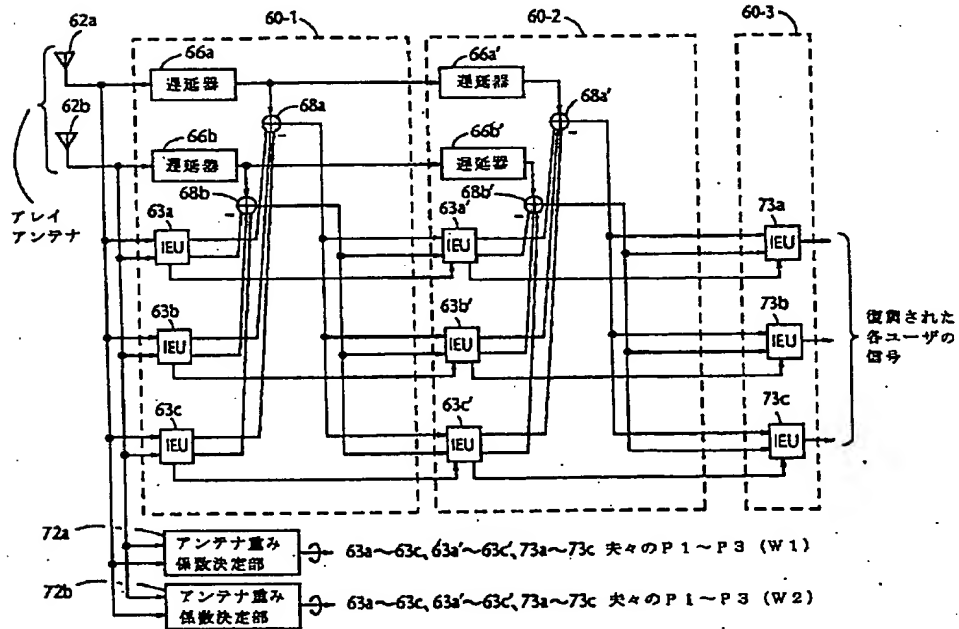 62a
60-1
60-2
60-3
66a
遅延器
66a'
遅延器
62b
68a
68a'
66b
遅延器
66b'
遅延器
アレイ
アンテナ
68b
68b'
63a
IEU
63a'
IEU
73a
IEU
63b
IEU
63b'
IEU
73b
IEU
復調された
各ユーザの
信号
63c
IEU
63c'
IEU
73c
IEU
72a
アンテナ重み
係数決定部
63a〜63c、63a'〜63c'、73a〜73c 夫々のP1〜P3 (W1)
72b
アンテナ重み
係数決定部
63a〜63c、63a'〜63c'、73a〜73c 夫々のP1〜P3 (W2)